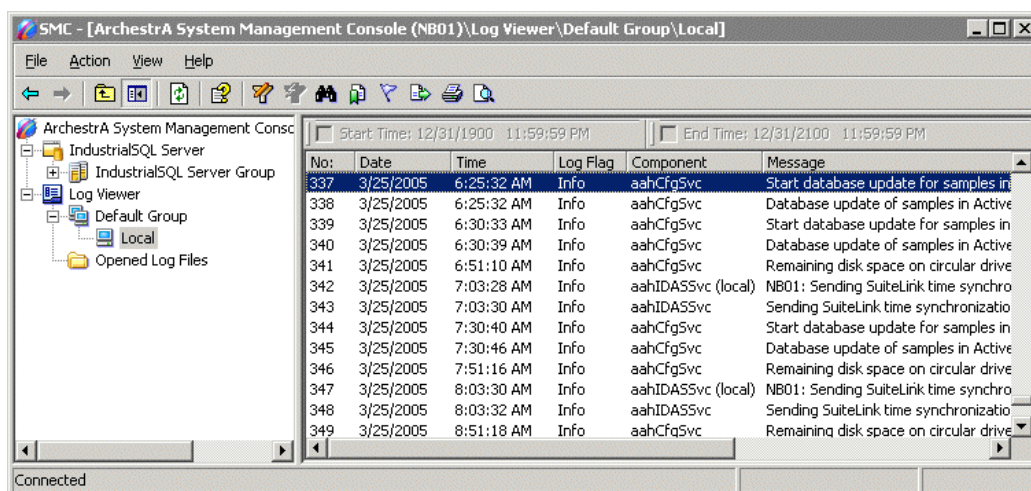 SMC - [ArchestrA System Management Console (NB01)\Log Viewer\Default Group\Local]
File Action View Help
ArchestrA System Management Consc
IndustrialSQL Server
IndustrialSQL Server Group
Log Viewer
Default Group
Local
Opened Log Files
Start Time: 12/31/1900 11:59:59 PM End Time: 12/31/2100 11:59:59 PM
No: Date Time Log Flag Component Message
337 3/25/2005 6:25:32 AM Info aahCfgSvc Start database update for samples in
338 3/25/2005 6:25:32 AM Info aahCfgSvc Database update of samples in Active
339 3/25/2005 6:30:33 AM Info aahCfgSvc Start database update for samples in
340 3/25/2005 6:30:39 AM Info aahCfgSvc Database update of samples in Active
341 3/25/2005 6:51:10 AM Info aahCfgSvc Remaining disk space on circular drive
342 3/25/2005 7:03:28 AM Info aahIDASSvc (local) NB01: Sending SuiteLink time synchro
343 3/25/2005 7:03:30 AM Info aahIDASSvc Sending SuiteLink time synchronizatio
344 3/25/2005 7:30:40 AM Info aahCfgSvc Start database update for samples in
345 3/25/2005 7:30:46 AM Info aahCfgSvc Database update of samples in Active
346 3/25/2005 7:51:16 AM Info aahCfgSvc Remaining disk space on circular drive
347 3/25/2005 8:03:30 AM Info aahIDASSvc (local) NB01: Sending SuiteLink time synchro
348 3/25/2005 8:03:32 AM Info aahIDASSvc Sending SuiteLink time synchronizatio
349 3/25/2005 8:51:18 AM Info aahCfgSvc Remaining disk space on circular drive
Connected